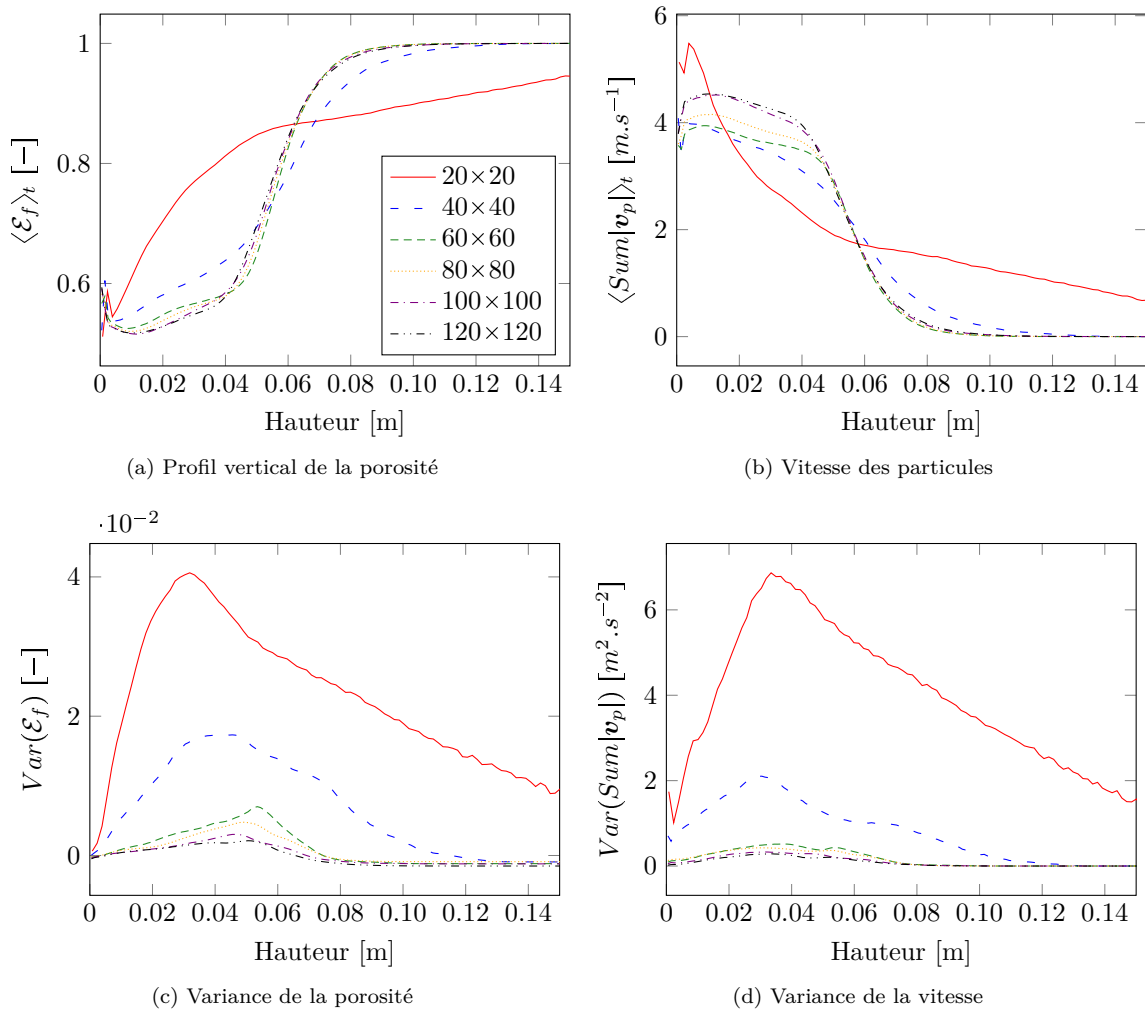 1
0.8
0.6
0 0.02 0.04 0.06 0.08 0.10 0.12 0.14
⟨ℰ_f⟩_t [−]
Hauteur [m]
20×20
40×40
60×60
80×80
100×100
120×120
(a) Profil vertical de la porosité
6
4
2
0
0 0.02 0.04 0.06 0.08 0.10 0.12 0.14
⟨Sum|v_p|⟩_t [m.s⁻¹]
Hauteur [m]
(b) Vitesse des particules
·10⁻²
4
2
0
0 0.02 0.04 0.06 0.08 0.10 0.12 0.14
Var(ℰ_f) [−]
Hauteur [m]
(c) Variance de la porosité
6
4
2
0
0 0.02 0.04 0.06 0.08 0.10 0.12 0.14
Var(Sum|v_p|) [m².s⁻²]
Hauteur [m]
(d) Variance de la vitesse